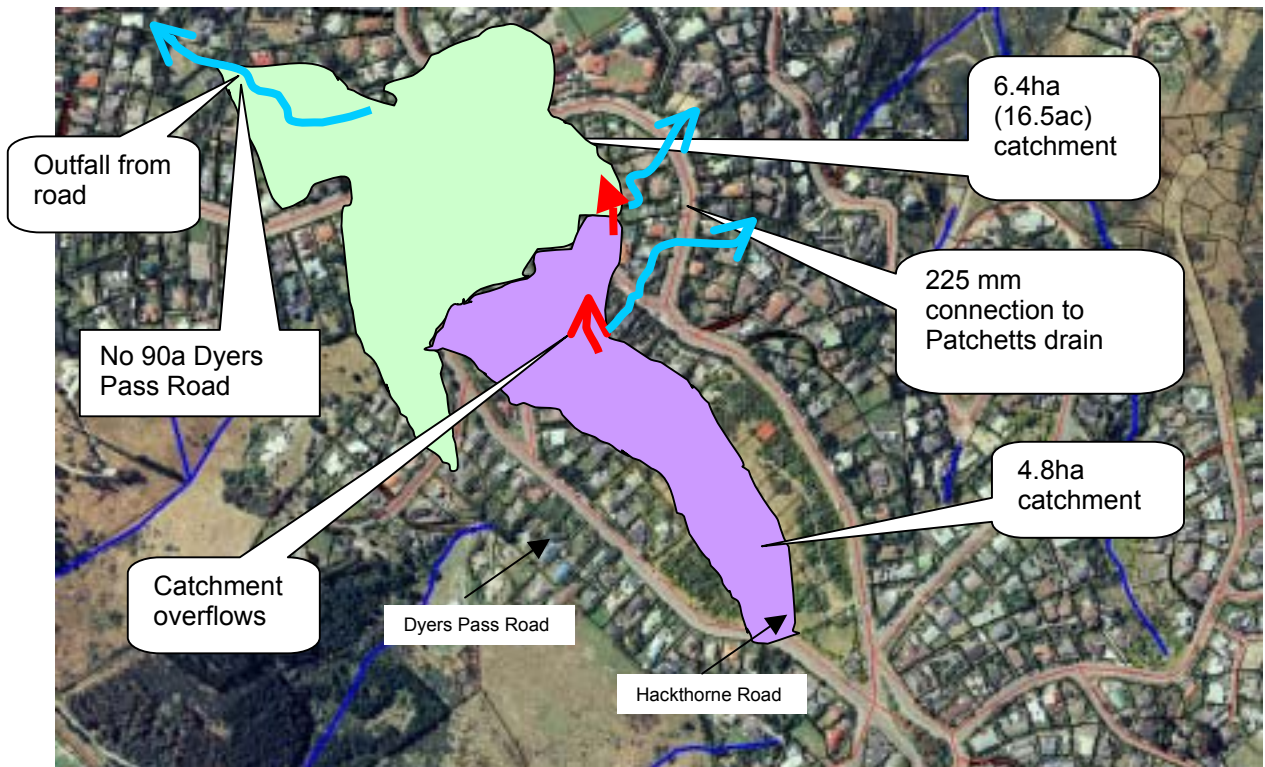 6.4ha
(16.5ac)
catchment
Outfall from
road
225 mm
connection to
Patchetts drain
No 90a Dyers
Pass Road
4.8ha
catchment
Catchment
overflows
Dyers Pass Road
Hackthorne Road